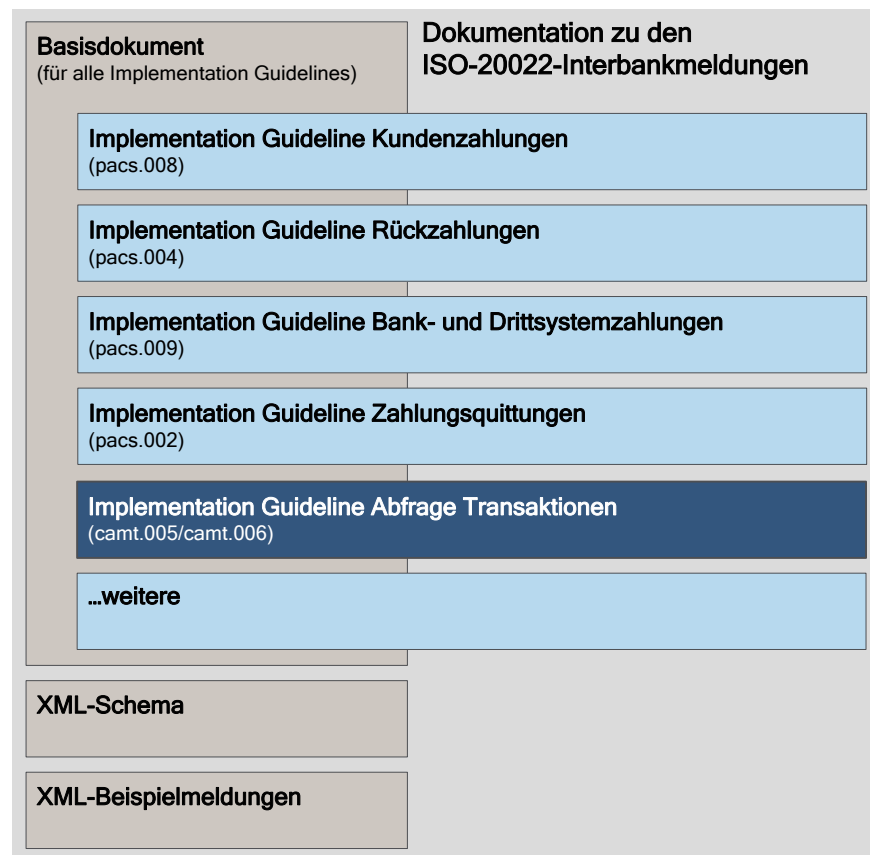 Basisdokument
(für alle Implementation Guidelines)
Dokumentation zu den
ISO-20022-Interbankmeldungen
Implementation Guideline Kundenzahlungen
(pacs.008)
Implementation Guideline Rückzahlungen
(pacs.004)
Implementation Guideline Bank- und Drittsystemzahlungen
(pacs.009)
Implementation Guideline Zahlungsquittungen
(pacs.002)
Implementation Guideline Abfrage Transaktionen
(camt.005/camt.006)
…weitere
XML-Schema
XML-Beispielmeldungen